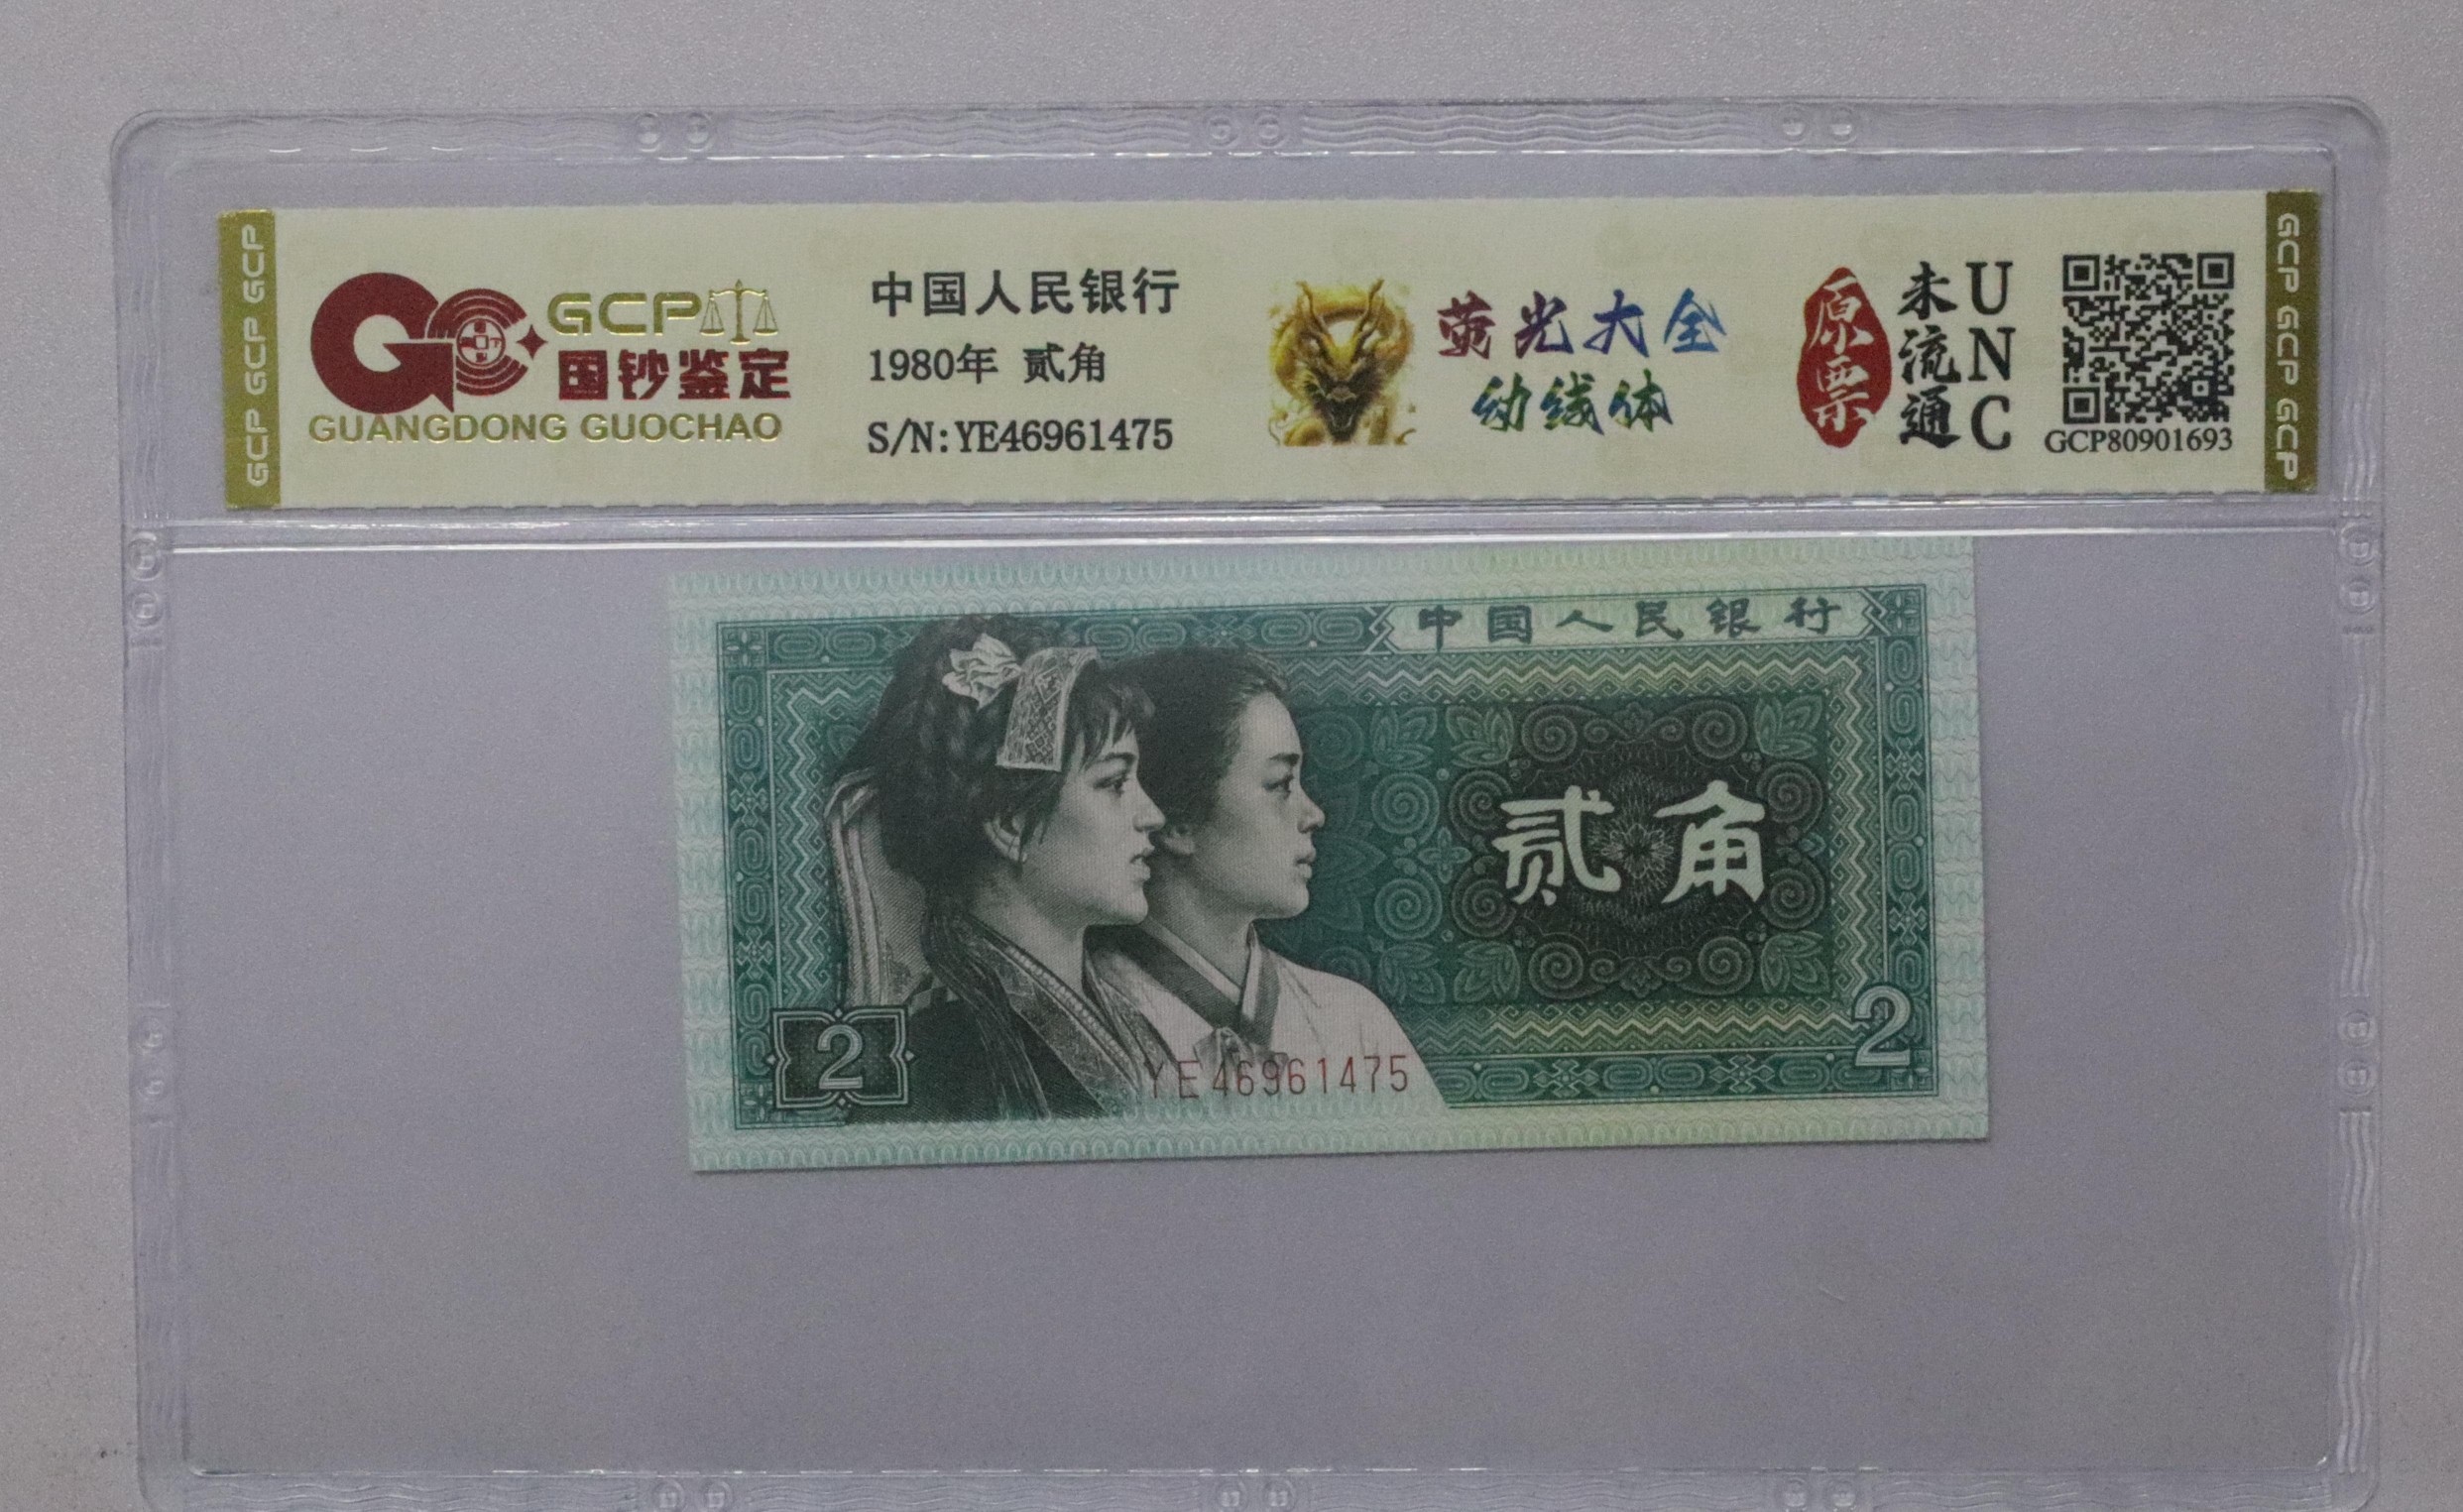 GCP GCP GCP
GCP
国钞鉴定
GUANGDONG GUOCHAO
中国人民银行
1980年 贰角
S/N:YE46961475
荧光大全
幼线体
原票
未流通
UNC
GCP80901693
GCP GCP GCP
中国人民银行
贰角
2
2
YE46961475